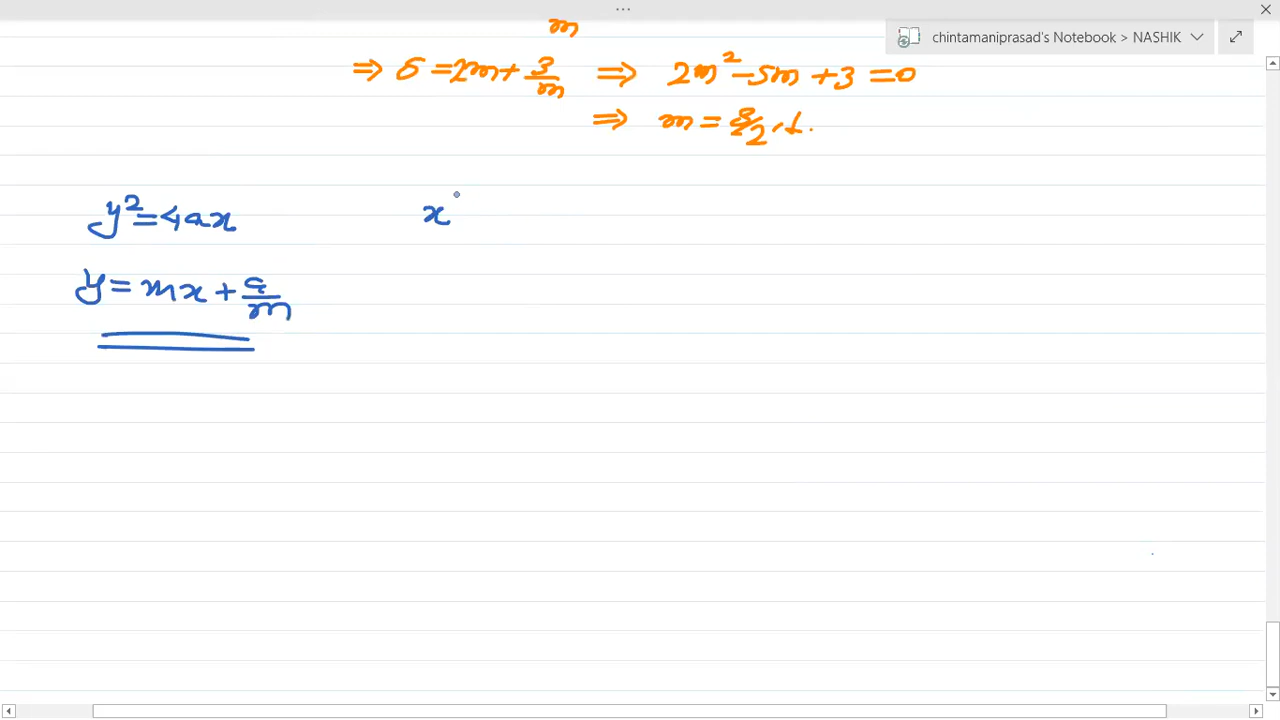 chintamaniprasad's Notebook > NASHIK
m
⇒ 5 = 2m + 3/m ⇒ 2m² - 5m + 3 = 0
⇒ m = 3/2, 1.
y² = 4ax x
y = mx + a/m